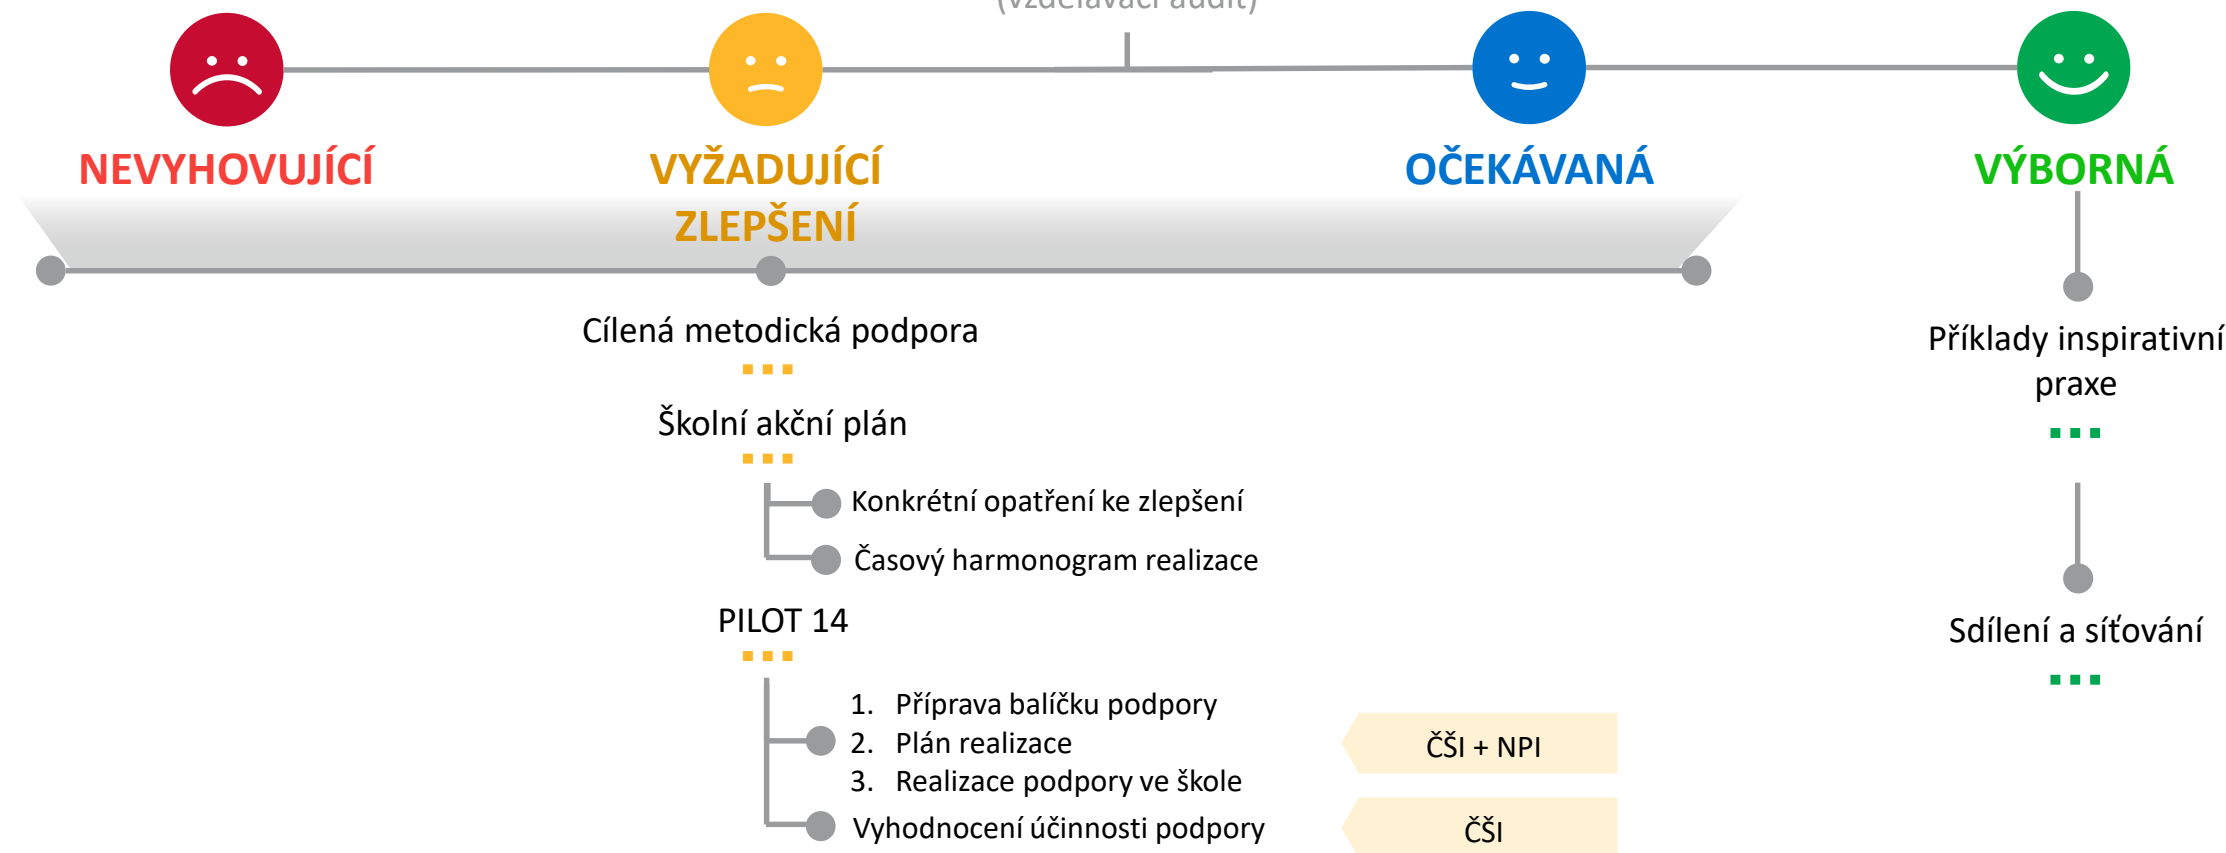 (vzdělávací audit)
NEVYHOVUJÍCÍ
VYŽADUJÍCÍ
ZLEPŠENÍ
OČEKÁVANÁ
VÝBORNÁ
Cílená metodická podpora
Školní akční plán
Konkrétní opatření ke zlepšení
Časový harmonogram realizace
PILOT 14
1. Příprava balíčku podpory
2. Plán realizace
3. Realizace podpory ve škole
Vyhodnocení účinnosti podpory
ČŠI + NPI
ČŠI
Příklady inspirativní
praxe
Sdílení a síťování